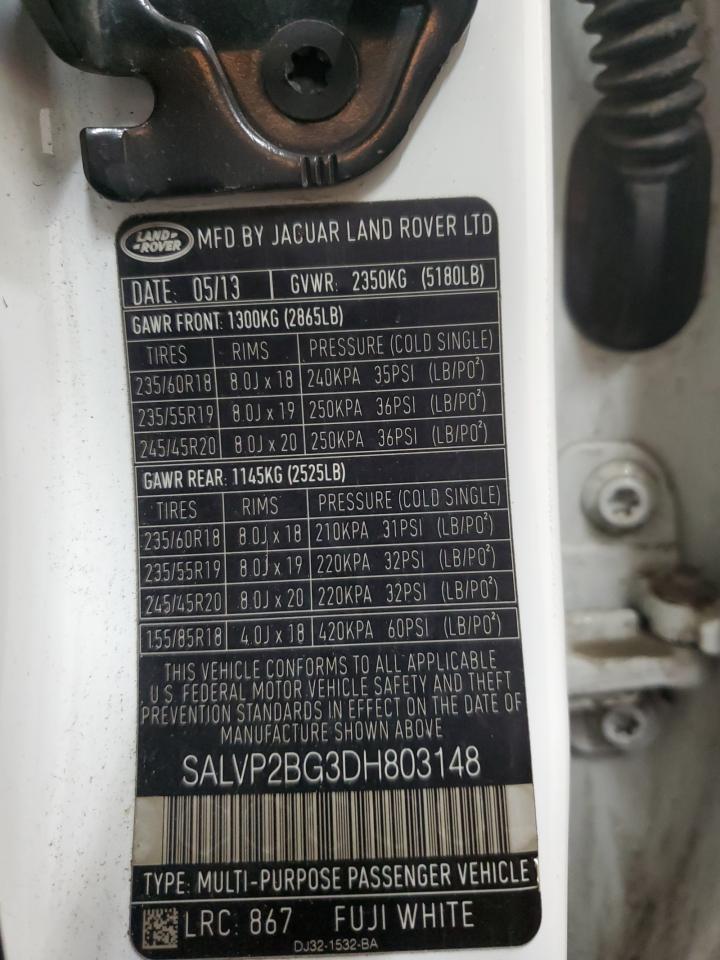 LAND-
-ROVER
MFD BY JAGUAR LAND ROVER LTD
DATE: 05/13 GVWR: 2350KG (5180LB)
GAWR FRONT: 1300KG (2865LB)
TIRES RIMS PRESSURE (COLD SINGLE)
235/60R18 8.0J x 18 240KPA 35PSI (LB/PO²)
235/55R19 8.0J x 19 250KPA 36PSI (LB/PO²)
245/45R20 8.0J x 20 250KPA 36PSI (LB/PO²)
GAWR REAR: 1145KG (2525LB)
TIRES RIMS PRESSURE (COLD SINGLE)
235/60R18 8.0J x 18 210KPA 31PSI (LB/PO²)
235/55R19 8.0J x 19 220KPA 32PSI (LB/PO²)
245/45R20 8.0J x 20 220KPA 32PSI (LB/PO²)
155/85R18 4.0J x 18 420KPA 60PSI (LB/PO²)
THIS VEHICLE CONFORMS TO ALL APPLICABLE
U.S. FEDERAL MOTOR VEHICLE SAFETY AND THEFT
PREVENTION STANDARDS IN EFFECT ON THE DATE OF
MANUFACTURE SHOWN ABOVE
SALVP2BG3DH803148
TYPE: MULTI-PURPOSE PASSENGER VEHICLE
LRC: 867 FUJI WHITE
DJ32-1532-BA